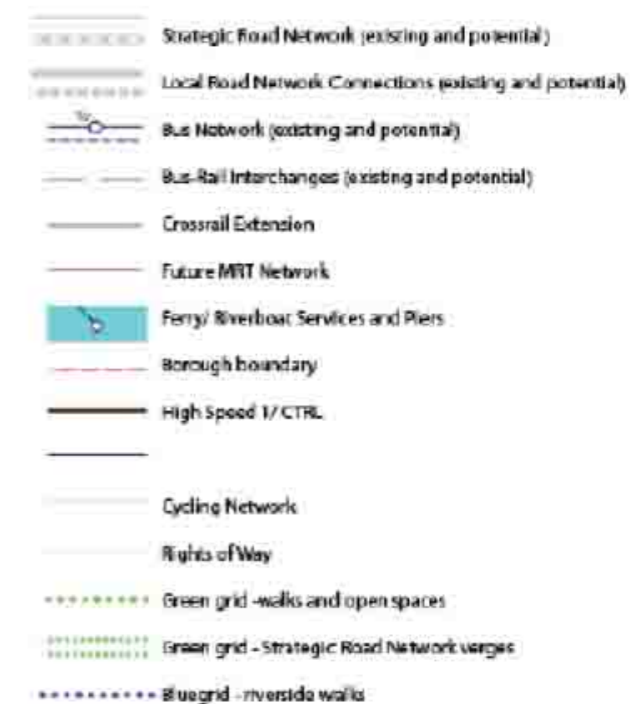 Strategic Road Network (existing and potential)
Local Road Network Connections (existing and potential)
Bus Network (existing and potential)
Bus-Rail Interchanges (existing and potential)
Crossrail Extension
Future MRT Network
Ferry/ Riverboat Services and Piers
Borough boundary
High Speed 1/ CTRL
Cycling Network
Rights of Way
Green grid -walks and open spaces
Green grid - Strategic Road Network verges
Bluegrid - riverside walks